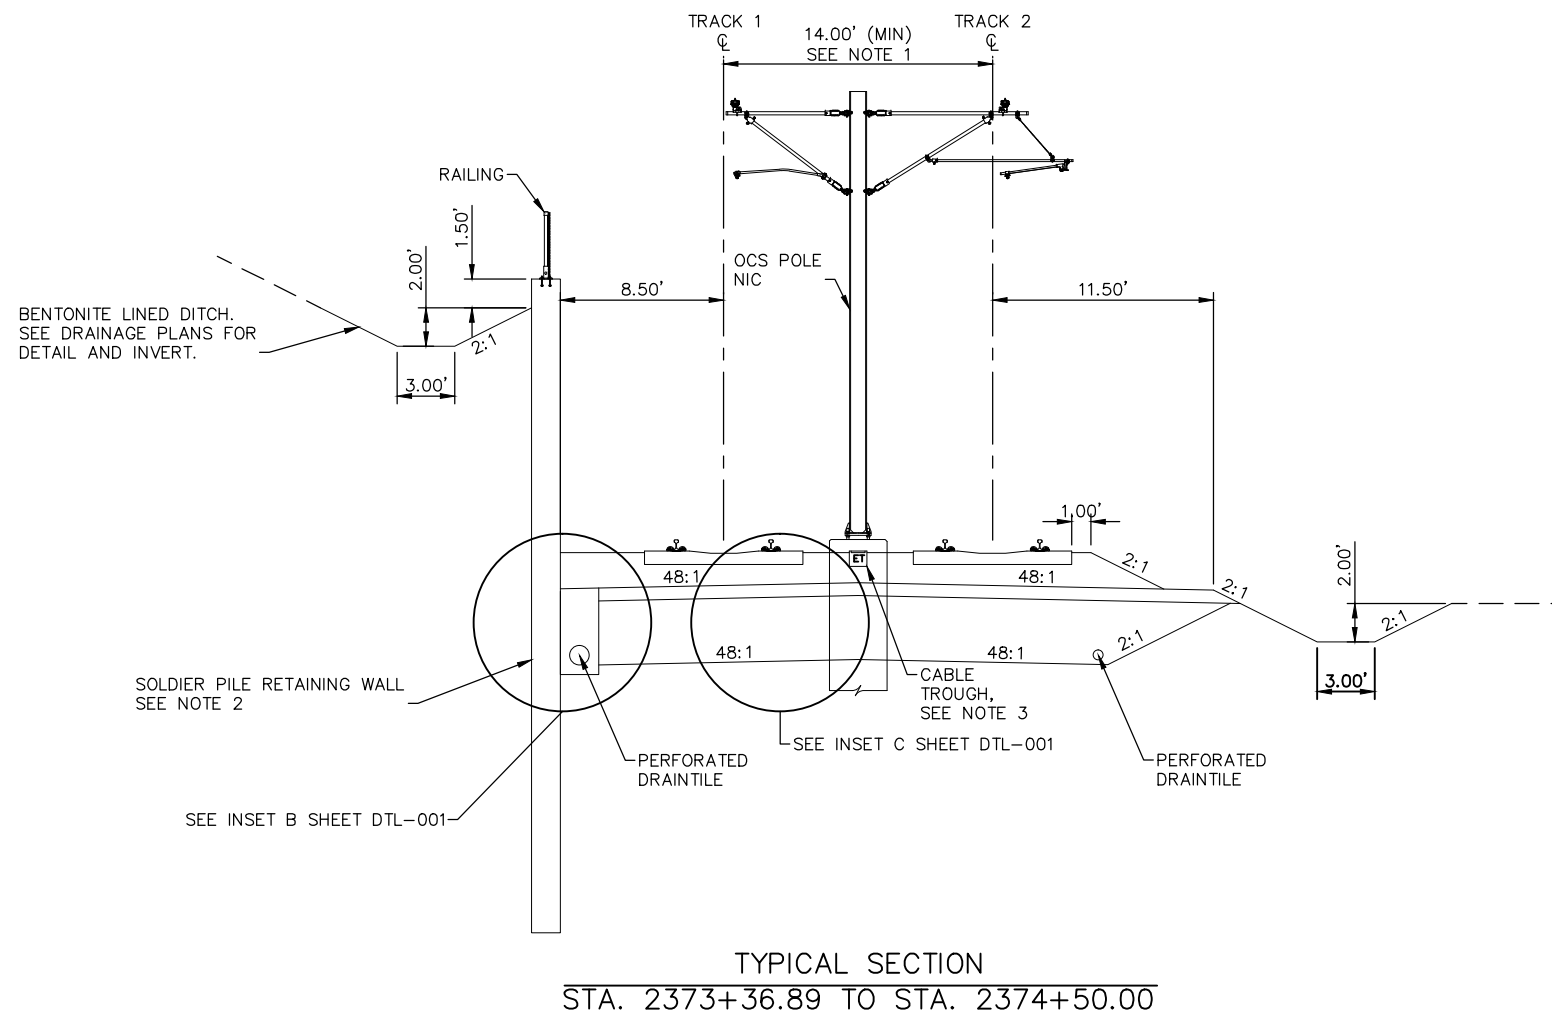 TRACK 1
℄
14.00' (MIN)
SEE NOTE 1
TRACK 2
℄
RAILING
1.50'
2.00'
OCS POLE
NIC
8.50'
11.50'
BENTONITE LINED DITCH.
SEE DRAINAGE PLANS FOR
DETAIL AND INVERT.
2:1
3.00'
1.00'
ET
48:1
48:1
2:1
2:1
2.00'
2:1
48:1
48:1
2:1
3.00'
SOLDIER PILE RETAINING WALL
SEE NOTE 2
CABLE
TROUGH,
SEE NOTE 3
SEE INSET C SHEET DTL-001
PERFORATED
DRAINTILE
PERFORATED
DRAINTILE
SEE INSET B SHEET DTL-001
TYPICAL SECTION
STA. 2373+36.89 TO STA. 2374+50.00